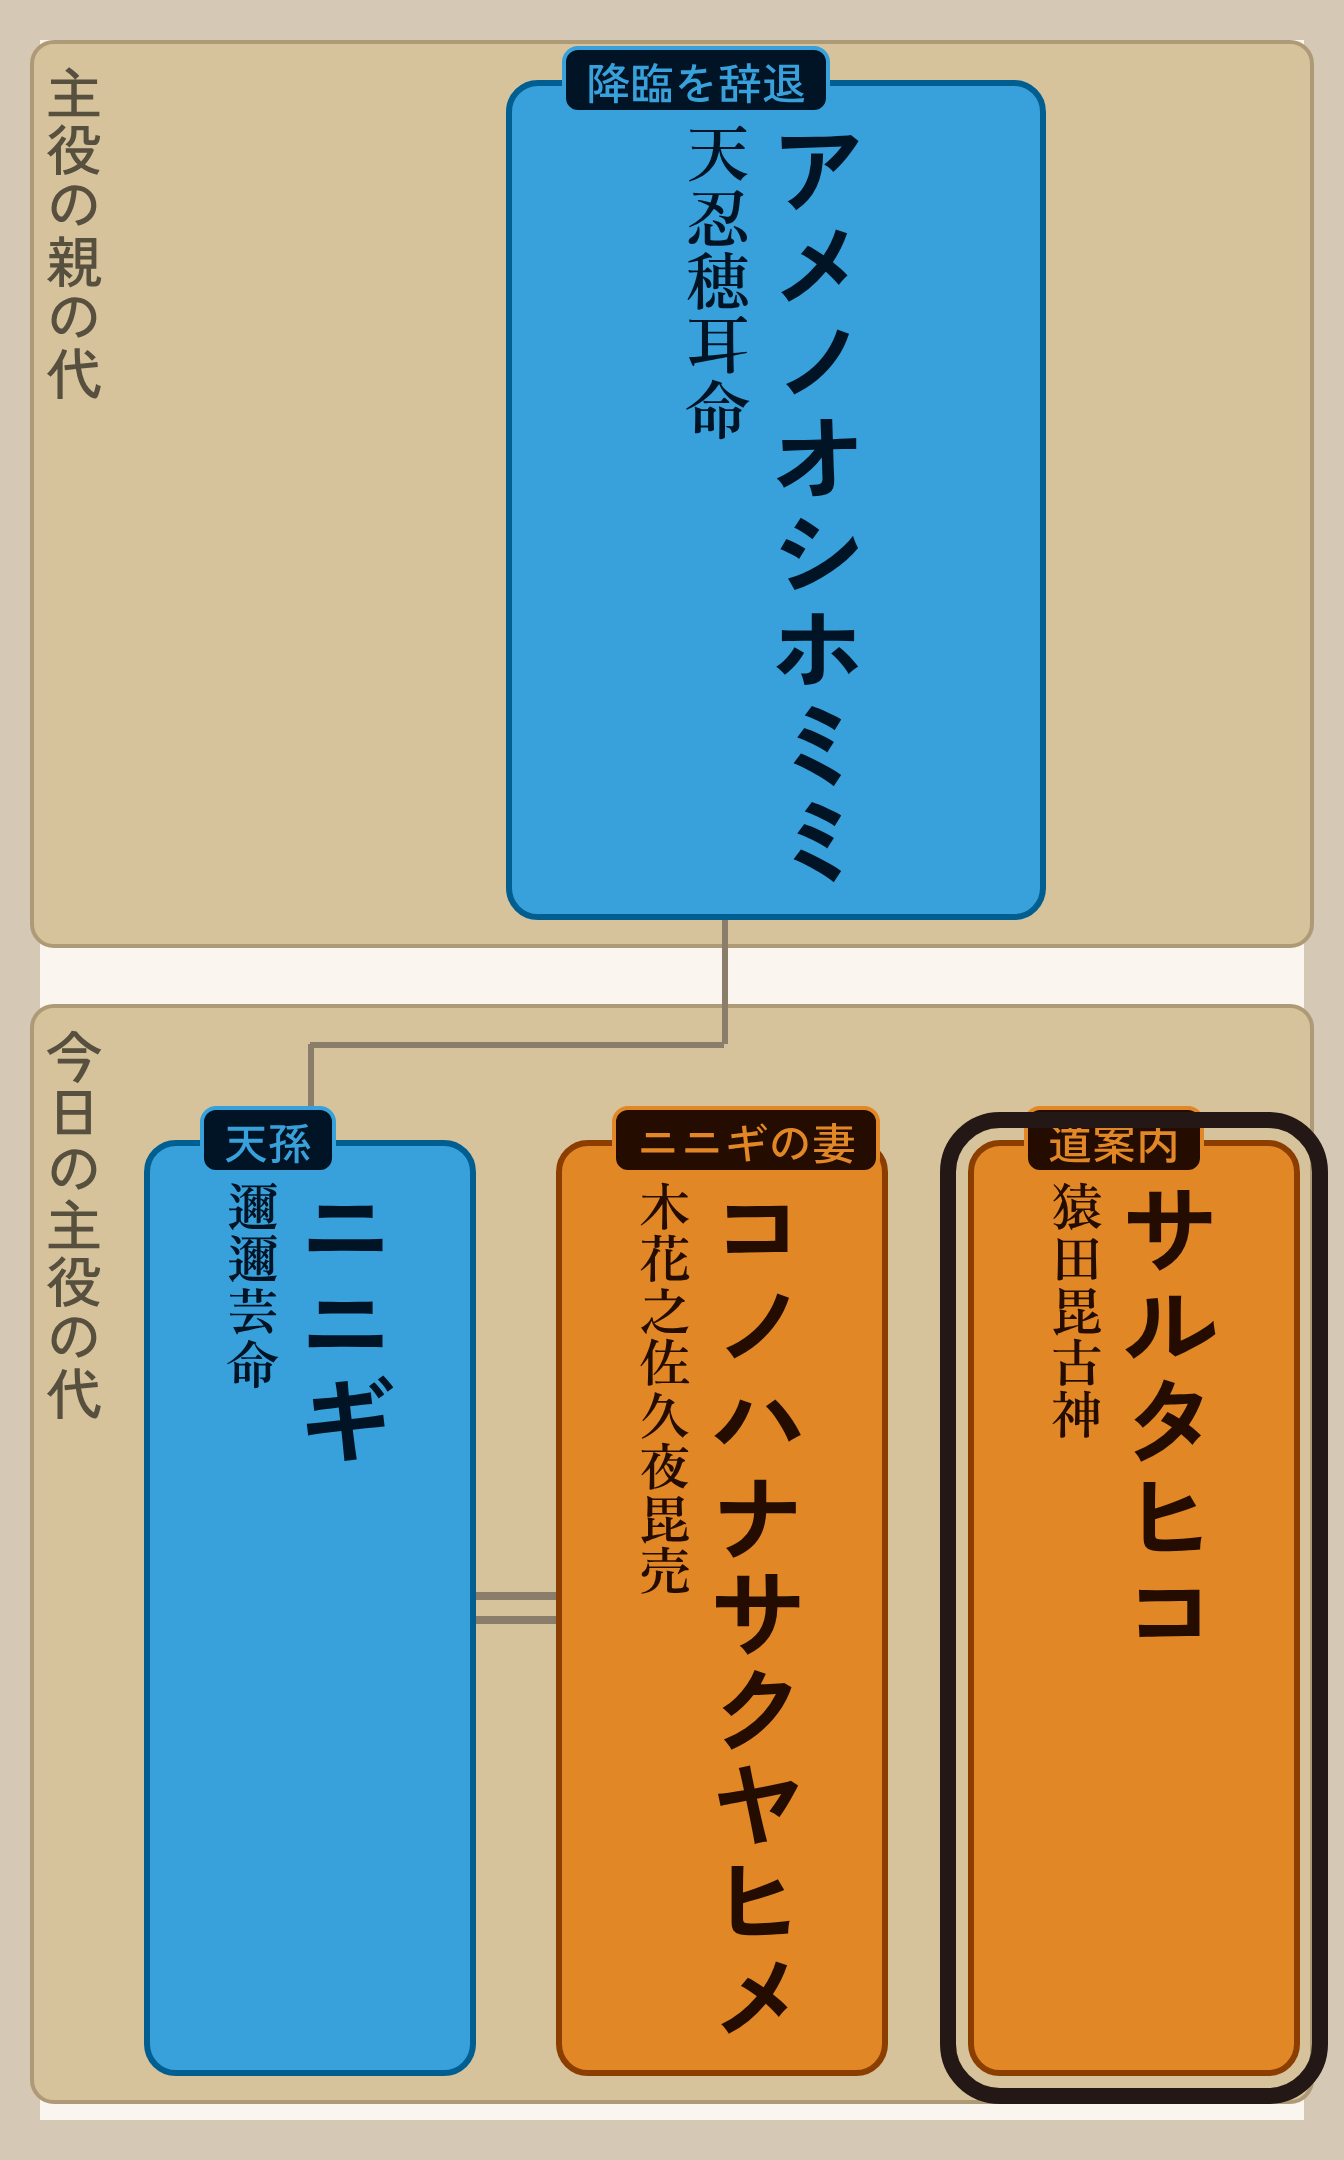 主役の親の代
降臨を辞退
アメノオシホミミ
天忍穂耳命
今日の主役の代
天孫
ニニギ
邇邇芸命
ニニギの妻
コノハナサクヤヒメ
木花之佐久夜毘売
道案内
サルタヒコ
猿田毘古神